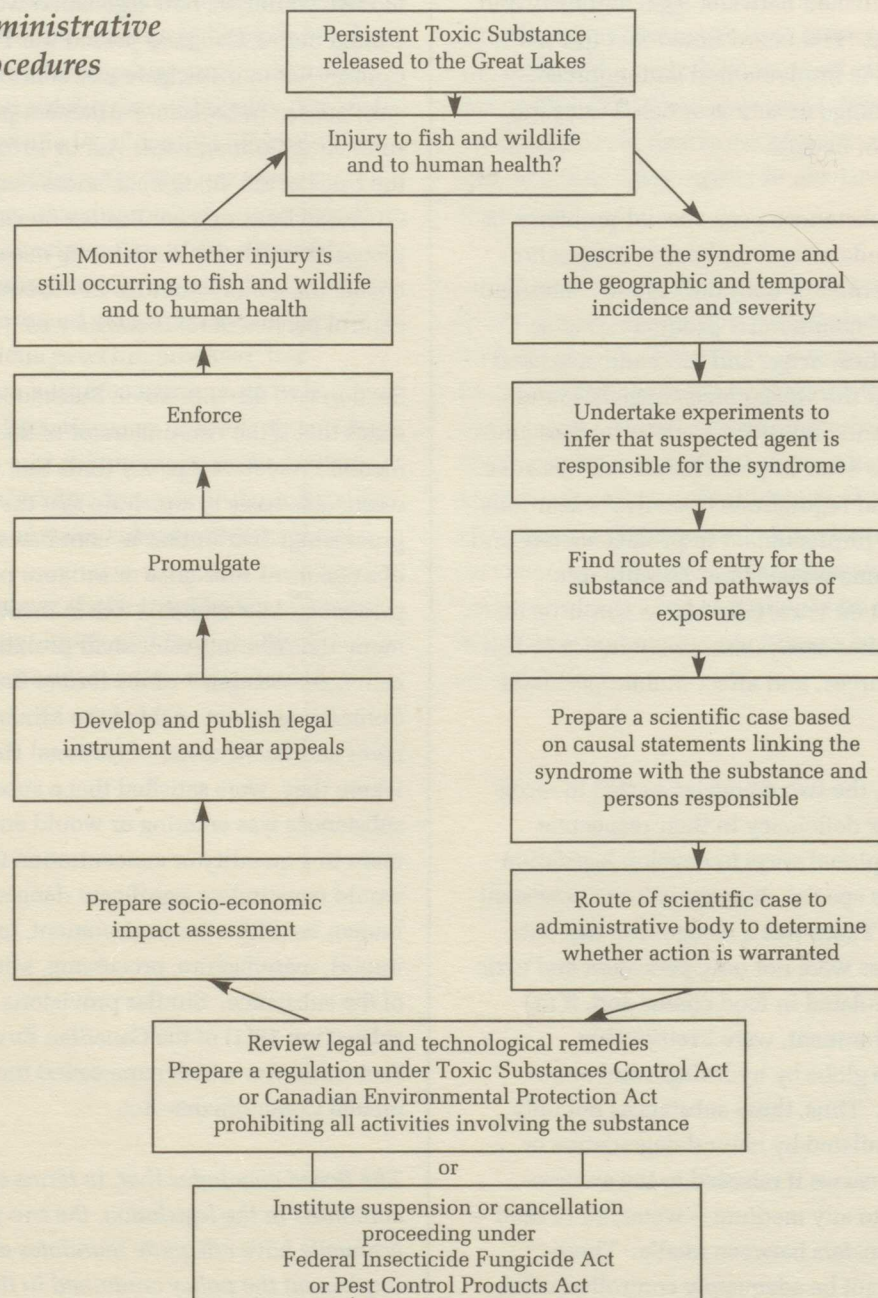 ministrative
ocedures
Persistent Toxic Substance
released to the Great Lakes
Injury to fish and wildlife
and to human health?
Describe the syndrome and
the geographic and temporal
incidence and severity
Undertake experiments to
infer that suspected agent is
responsible for the syndrome
Find routes of entry for the
substance and pathways of
exposure
Prepare a scientific case based
on causal statements linking the
syndrome with the substance and
persons responsible
Route of scientific case to
administrative body to determine
whether action is warranted
Review legal and technological remedies
Prepare a regulation under Toxic Substances Control Act
or Canadian Environmental Protection Act
prohibiting all activities involving the substance
or
Institute suspension or cancellation
proceeding under
Federal Insecticide Fungicide Act
or Pest Control Products Act
Prepare socio-economic
impact assessment
Develop and publish legal
instrument and hear appeals
Promulgate
Enforce
Monitor whether injury is
still occurring to fish and wildlife
and to human health